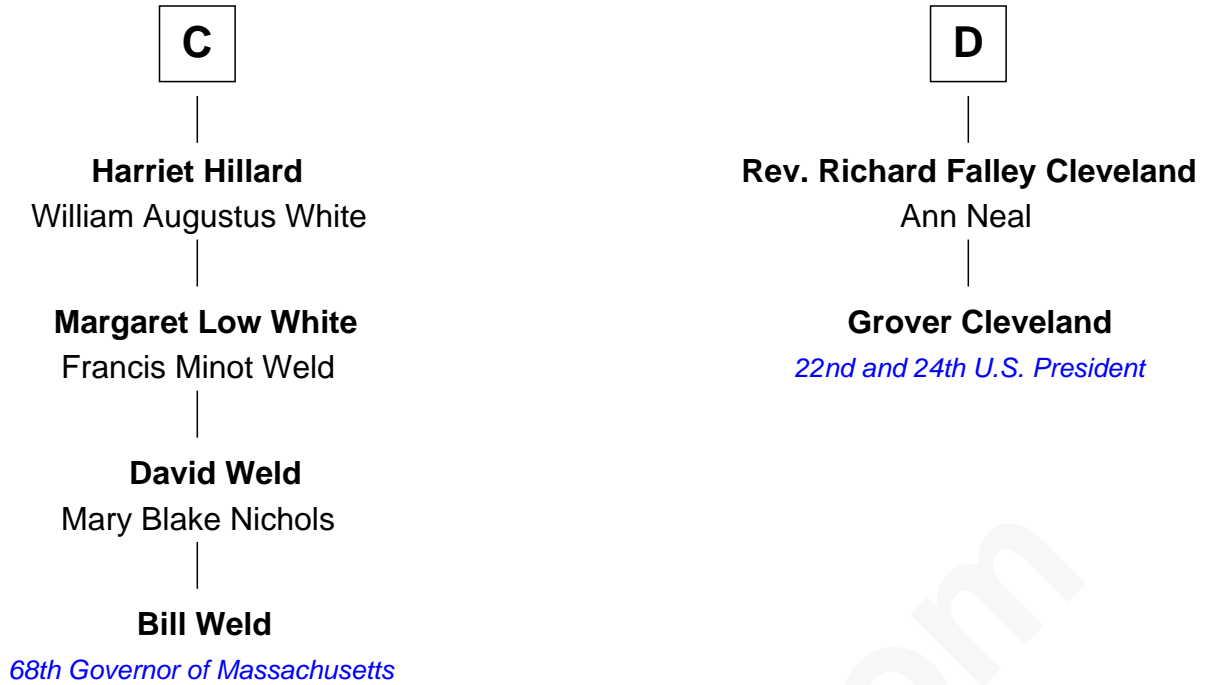 C
Harriet Hillard
William Augustus White
Margaret Low White
Francis Minot Weld
David Weld
Mary Blake Nichols
Bill Weld
68th Governor of Massachusetts
D
Rev. Richard Falley Cleveland
Ann Neal
Grover Cleveland
22nd and 24th U.S. President
om